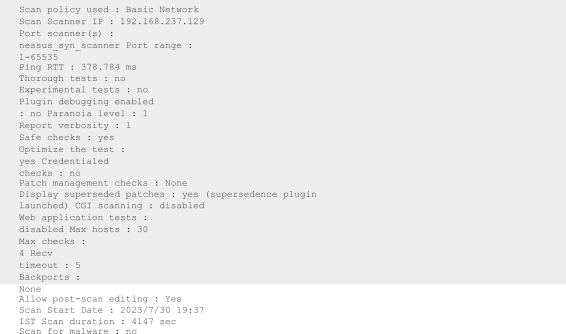 Scan policy used : Basic Network
Scan Scanner IP : 192.168.237.129
Port scanner(s) :
nessus_syn_scanner Port range :
1-65535
Ping RTT : 378.784 ms
Thorough tests : no
Experimental tests : no
Plugin debugging enabled
: no Paranoia level : 1
Report verbosity : 1
Safe checks : yes
Optimize the test :
yes Credentialed
checks : no
Patch management checks : None
Display superseded patches : yes (supersedence plugin
launched) CGI scanning : disabled
Web application tests :
disabled Max hosts : 30
Max checks :
4 Recv
timeout : 5
Backports :
None
Allow post-scan editing : Yes
Scan Start Date : 2023/7/30 19:37
IST Scan duration : 4147 sec
Scan for malware : no